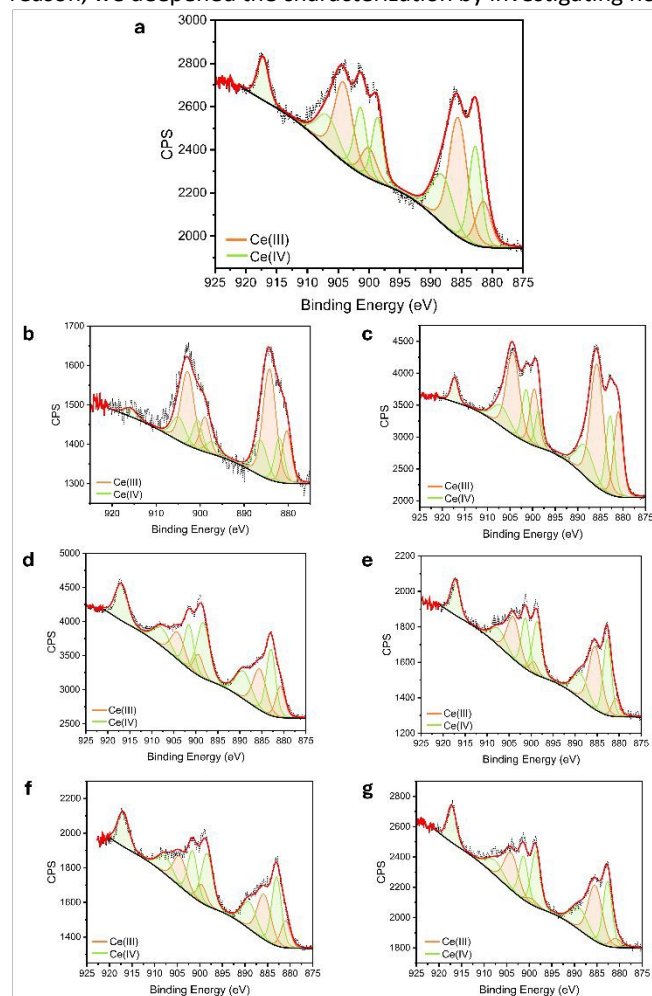 reason, we deepened the characterization by investigating
a
3000
2800
2600
2400
2200
2000
CPS
Ce(III)
Ce(IV)
925 920 915 910 905 900 895 890 885 880 875
Binding Energy (eV)
b
1700
1600
1500
1400
1300
CPS
Ce(III)
Ce(IV)
920 910 900 890 880
Binding Energy (eV)
c
4500
4000
3500
3000
2500
2000
CPS
Ce(III)
Ce(IV)
925 920 915 910 905 900 895 890 885 880 875
Binding Energy (eV)
d
5000
4500
4000
3500
3000
2500
CPS
Ce(III)
Ce(IV)
925 920 915 910 905 900 895 890 885 880 875
Binding Energy (eV)
e
2200
2000
1800
1600
1400
1200
CPS
Ce(III)
Ce(IV)
925 920 915 910 905 900 895 890 885 880 875
Binding Energy (eV)
f
2200
2000
1800
1600
1400
CPS
Ce(III)
Ce(IV)
925 920 915 910 905 900 895 890 885 880 875
Binding Energy (eV)
g
2800
2600
2400
2200
2000
1800
CPS
Ce(III)
Ce(IV)
925 920 915 910 905 900 895 890 885 880 875
Binding Energy (eV)